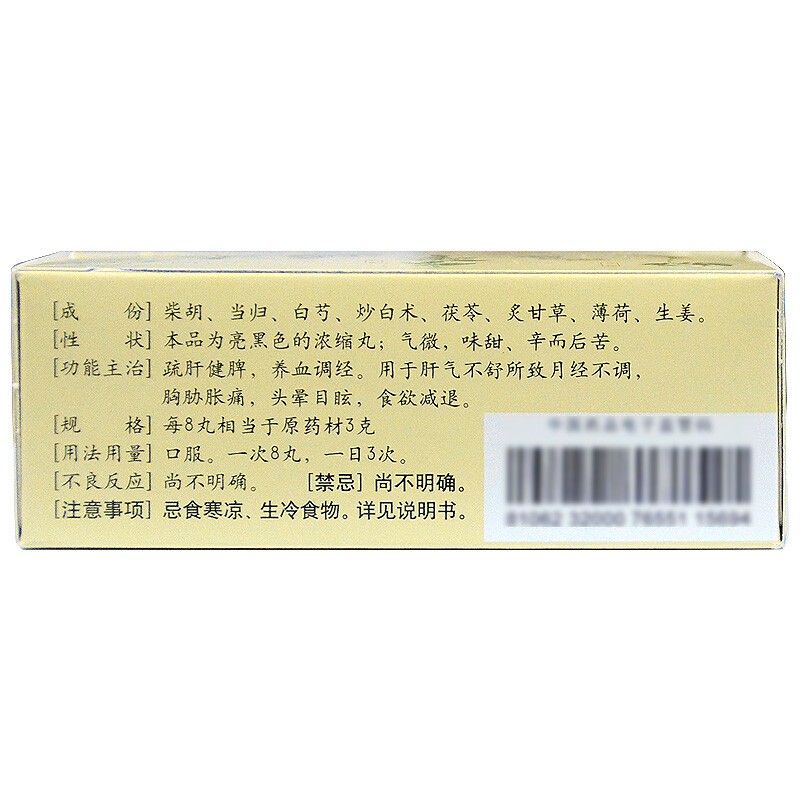 [成 份] 柴胡、当归、白芍、炒白术、茯苓、炙甘草、薄荷、生姜。
[性 状] 本品为亮黑色的浓缩丸；气微，味甜、辛而后苦。
[功能主治] 疏肝健脾，养血调经。用于肝气不舒所致月经不调，
胸胁胀痛，头晕目眩，食欲减退。
[规 格] 每8丸相当于原药材3克
[用法用量] 口服。一次8丸，一日3次。
[不良反应] 尚不明确。 [禁忌] 尚不明确。
[注意事项] 忌食寒凉、生冷食物。详见说明书。